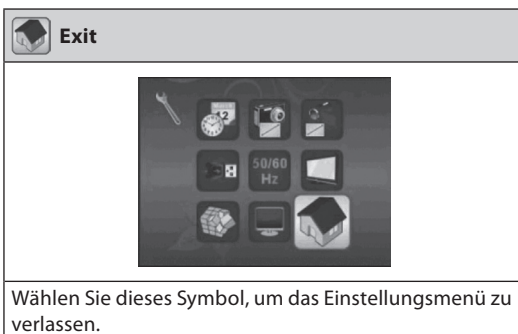 Exit
12
50/60
Hz
Wählen Sie dieses Symbol, um das Einstellungsmenü zu
verlassen.